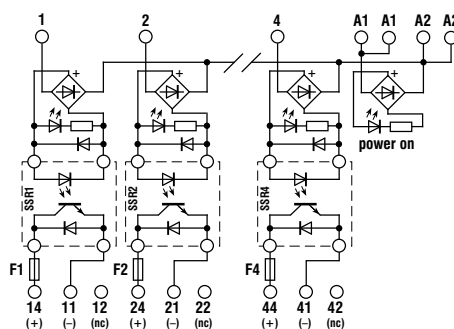 1 2 4 A1 A1 A2 A2
+ + + +
power on
SSR1 SSR2 SSR4
F1 F2 F4
14 11 12 24 21 22 44 41 42
(+) (–) (nc) (+) (–) (nc) (+) (–) (nc)